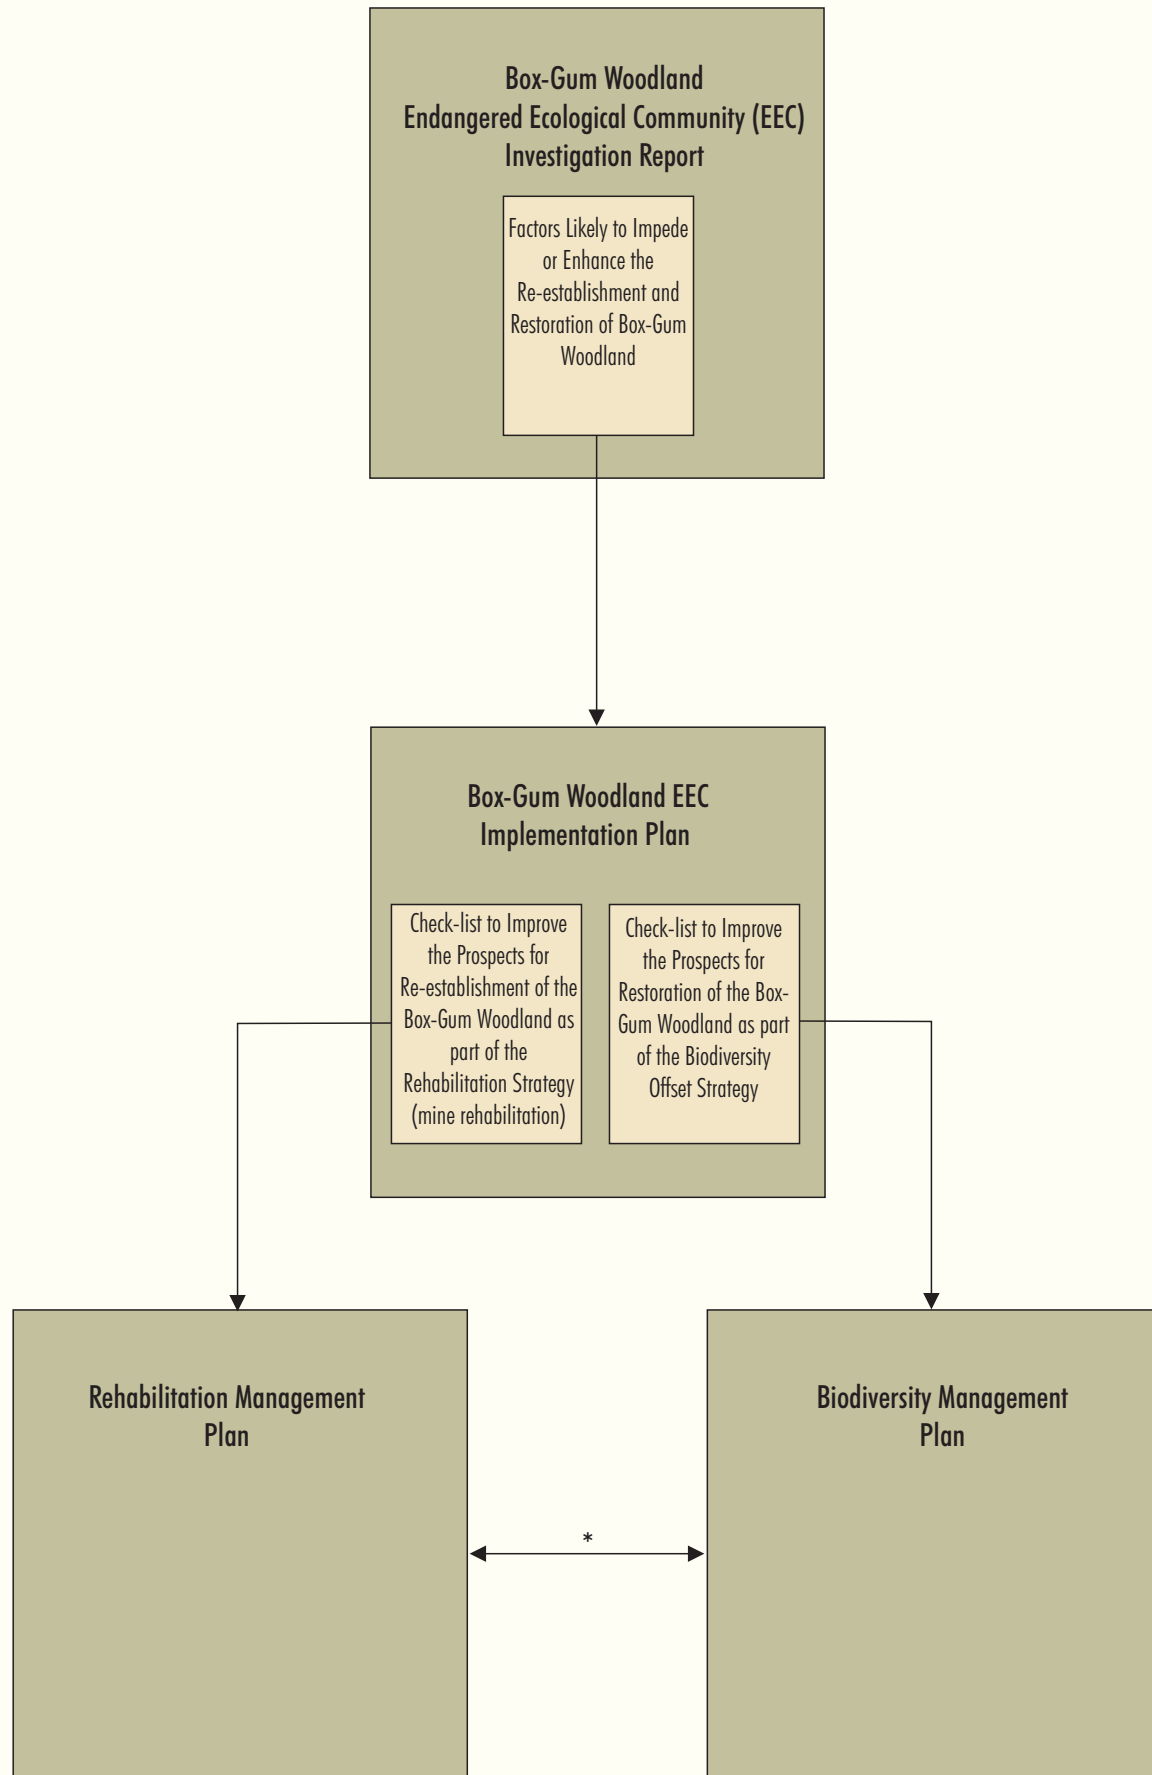 Box-Gum Woodland
Endangered Ecological Community (EEC)
Investigation Report
Factors Likely to Impede
or Enhance the
Re-establishment and
Restoration of Box-Gum
Woodland
Box-Gum Woodland EEC
Implementation Plan
Check-list to Improve
the Prospects for
Re-establishment of the
Box-Gum Woodland as
part of the
Rehabilitation Strategy
(mine rehabilitation)
Check-list to Improve
the Prospects for
Restoration of the Box-
Gum Woodland as part
of the Biodiversity
Offset Strategy
Rehabilitation Management
Plan
Biodiversity Management
Plan
*